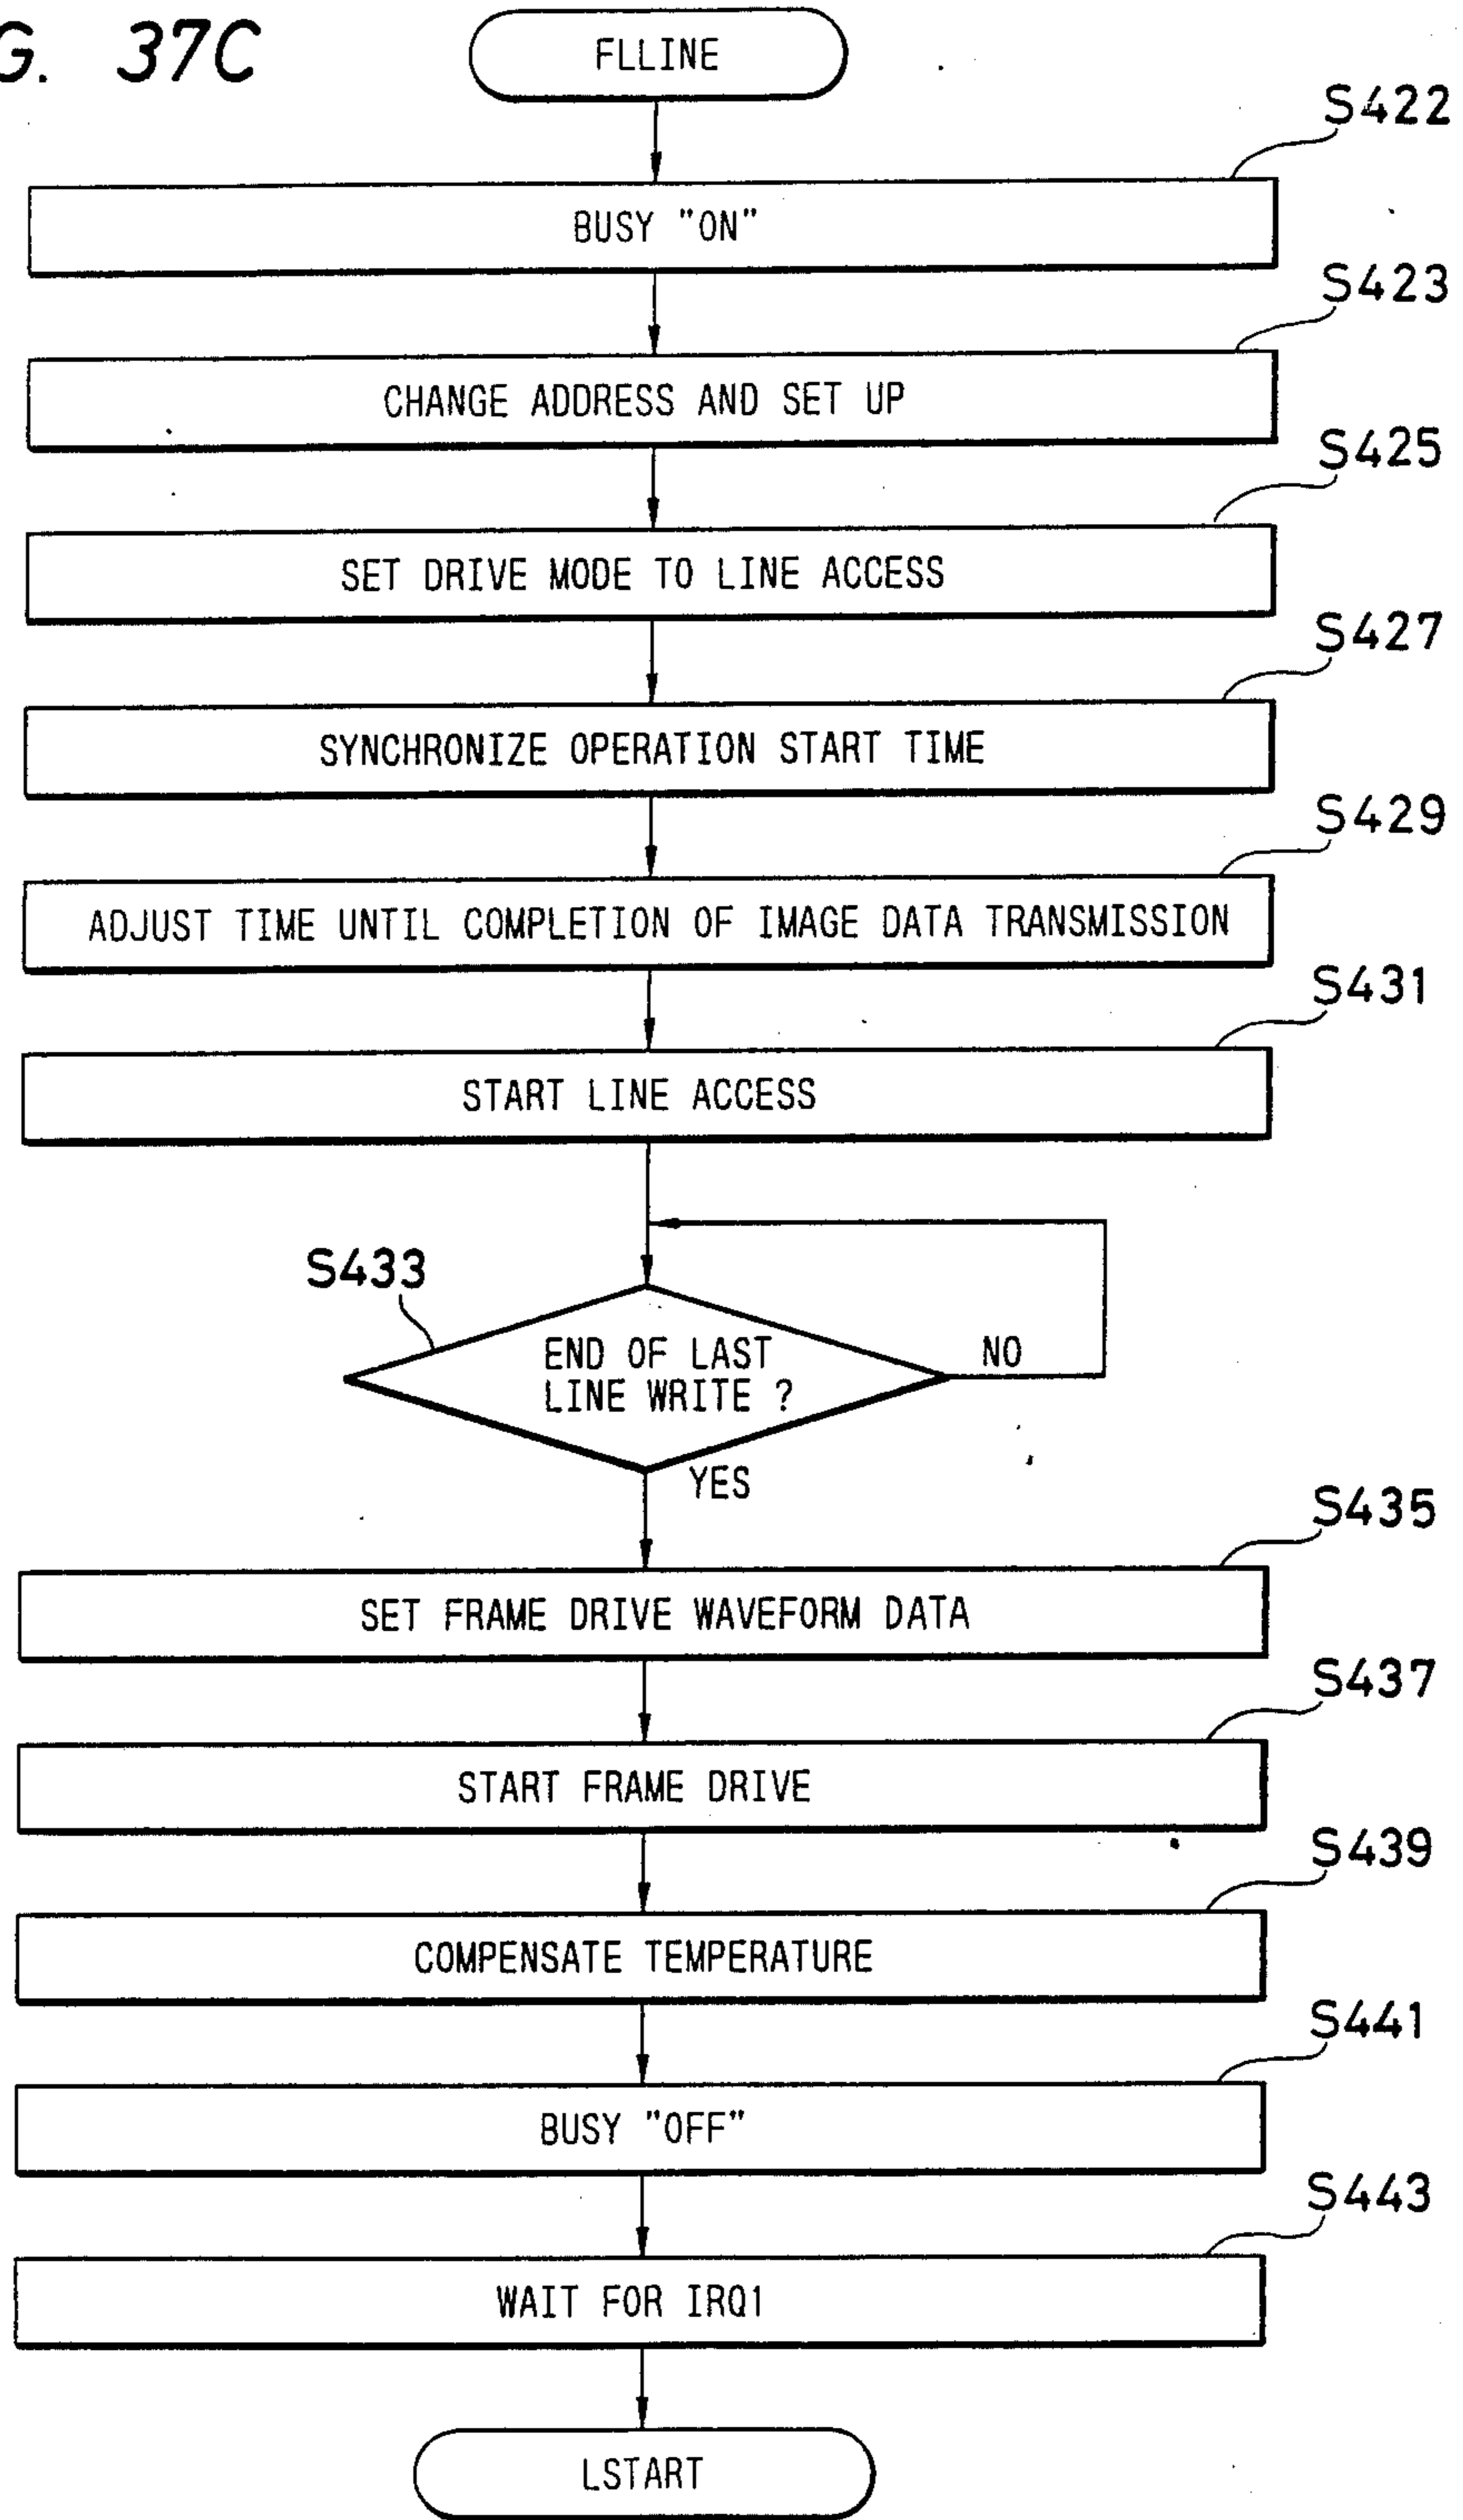 G. 37C
FLLINE
S422
BUSY "ON"
S423
CHANGE ADDRESS AND SET UP
S425
SET DRIVE MODE TO LINE ACCESS
S427
SYNCHRONIZE OPERATION START TIME
S429
ADJUST TIME UNTIL COMPLETION OF IMAGE DATA TRANSMISSION
S431
START LINE ACCESS
S433
END OF LAST
LINE WRITE ?
NO
YES
S435
SET FRAME DRIVE WAVEFORM DATA
S437
START FRAME DRIVE
S439
COMPENSATE TEMPERATURE
S441
BUSY "OFF"
S443
WAIT FOR IRQ1
LSTART